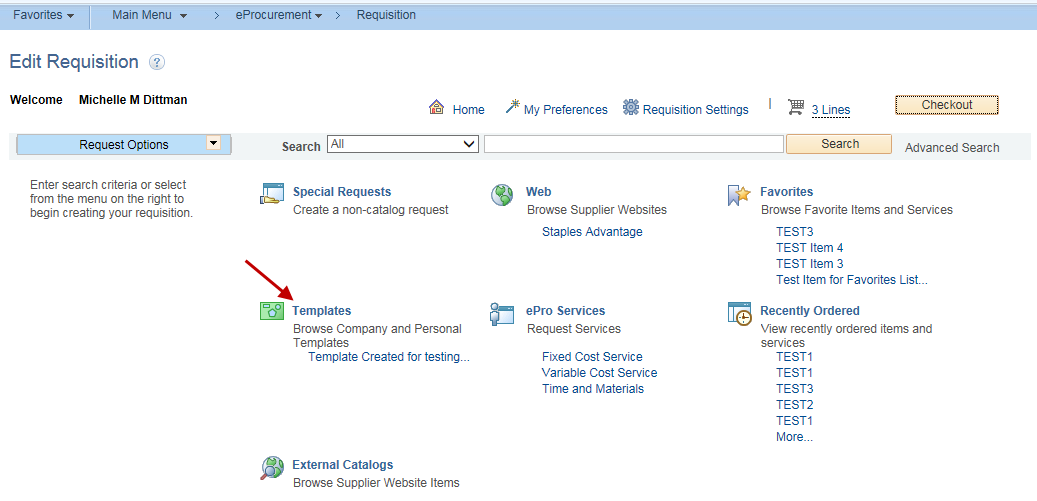 Favorites Main Menu > eProcurement > Requisition
Edit Requisition ?
Welcome Michelle M Dittman
Home My Preferences Requisition Settings | 3 Lines Checkout
Request Options Search All Search Advanced Search
Enter search criteria or select
from the menu on the right to
begin creating your requisition.
Special Requests
Create a non-catalog request
Web
Browse Supplier Websites
Staples Advantage
Favorites
Browse Favorite Items and Services
TEST3
TEST Item 4
TEST Item 3
Test Item for Favorites List...
Templates
Browse Company and Personal
Templates
Template Created for testing...
ePro Services
Request Services
Fixed Cost Service
Variable Cost Service
Time and Materials
Recently Ordered
View recently ordered items and
services
TEST1
TEST1
TEST3
TEST2
TEST1
More...
External Catalogs
Browse Supplier Website Items